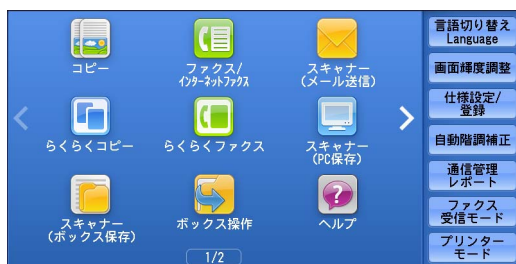 コピー
ファクス/
インターネットファクス
スキャナー
(メール送信)
らくらくコピー
らくらくファクス
スキャナー
(PC保存)
スキャナー
(ボックス保存)
ボックス操作
ヘルプ
1/2
言語切り替え
Language
画面輝度調整
仕様設定/
登録
自動階調補正
通信管理
レポート
ファクス
受信モード
プリンター
モード